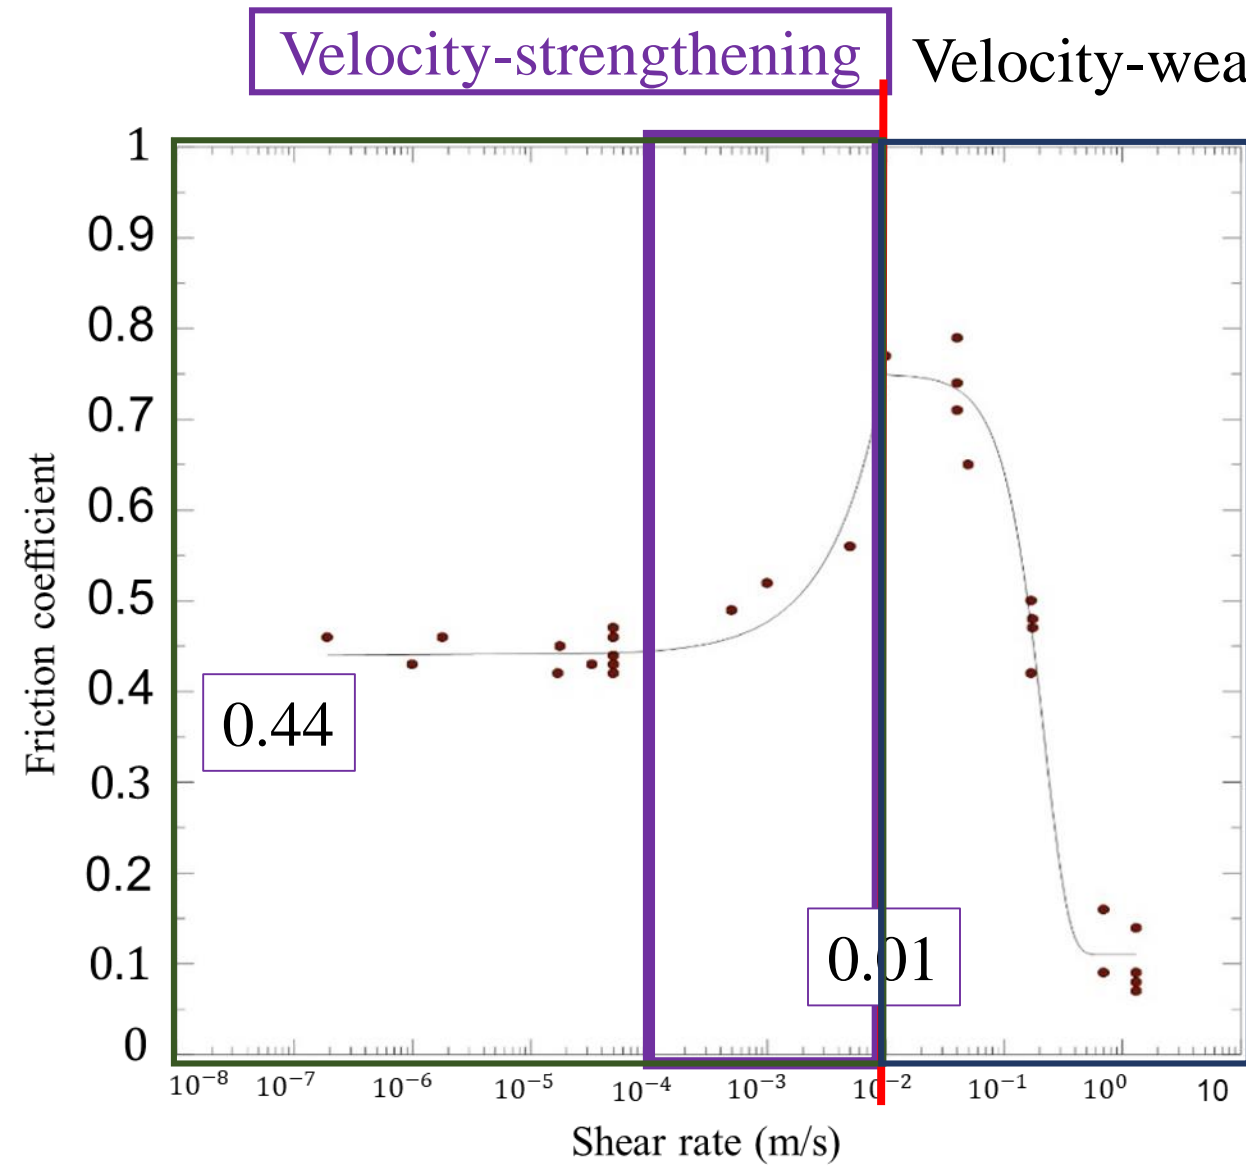 Velocity-strengthening
Velocity-wea
1
0.9
0.8
0.7
0.6
0.5
0.4
0.3
0.2
0.1
0
Friction coefficient
0.44
0.01
10⁻⁸ 10⁻⁷ 10⁻⁶ 10⁻⁵ 10⁻⁴ 10⁻³ 10⁻² 10⁻¹ 10⁰ 10
Shear rate (m/s)